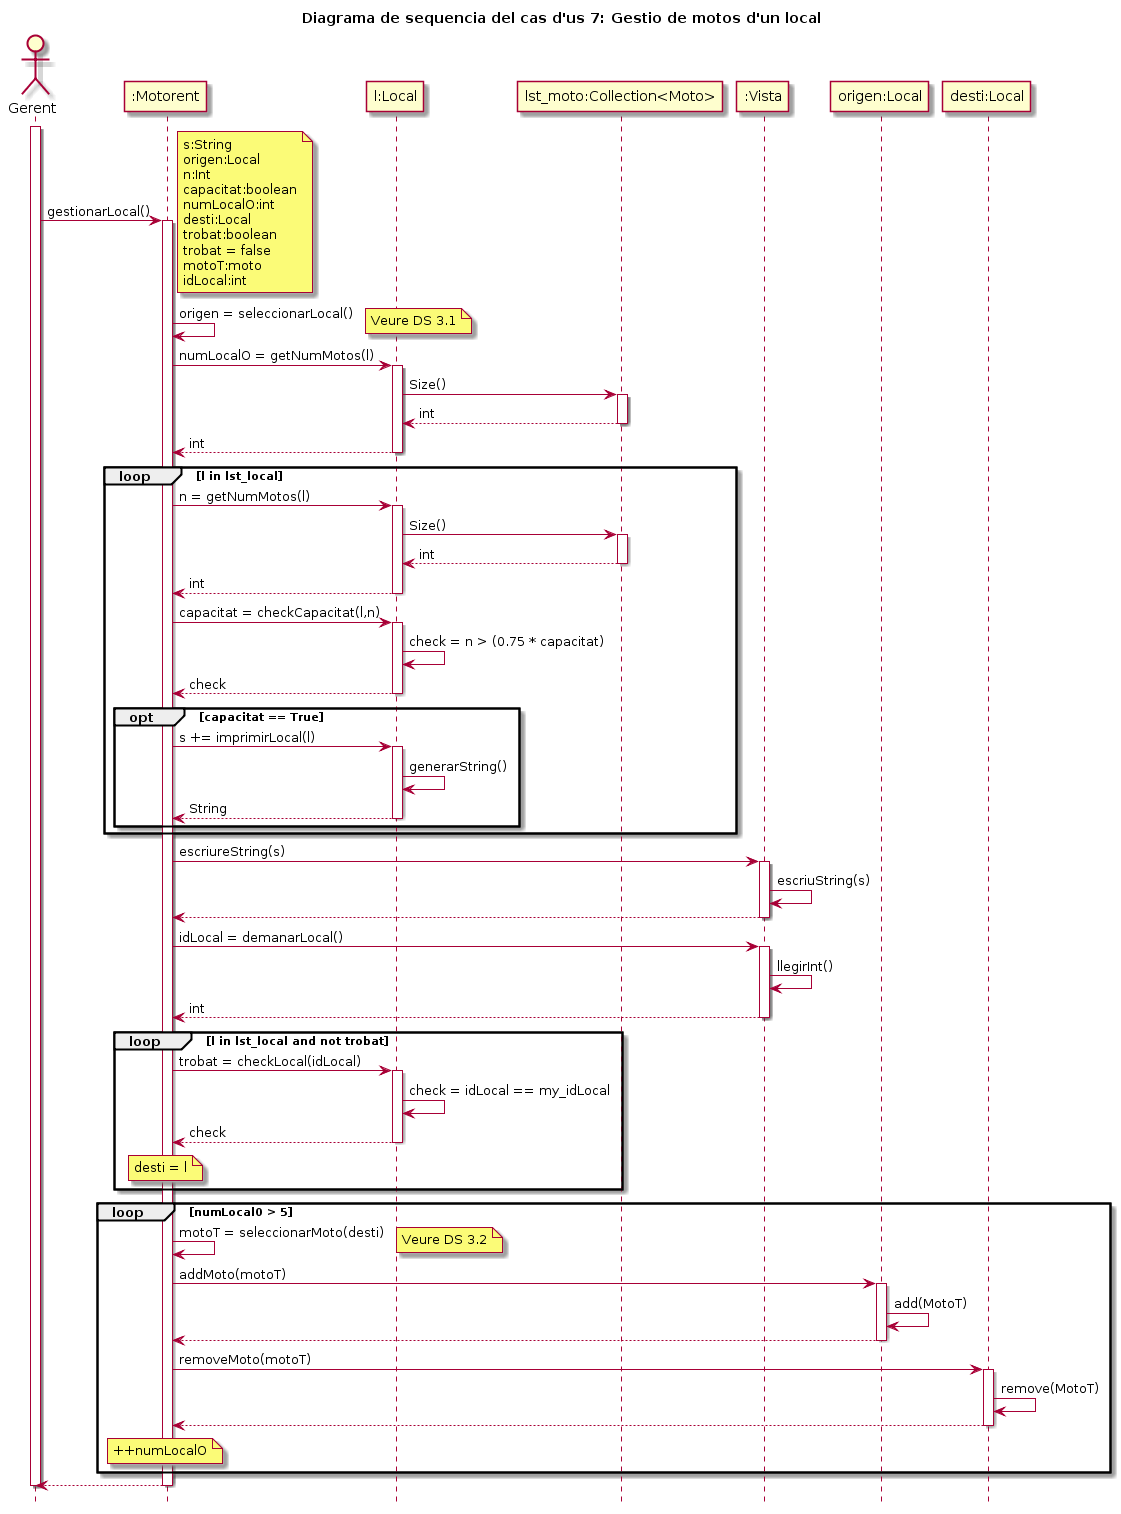 Diagrama de sequencia del cas d'us 7: Gestio de motos d'un local
Gerent
:Motorent
l:Local
lst_moto:Collection<Moto>
:Vista
origen:Local
desti:Local
s:String
origen:Local
n:Int
capacitat:boolean
numLocalO:int
desti:Local
trobat:boolean
trobat = false
motoT:moto
idLocal:int
gestionarLocal()
origen = seleccionarLocal()
Veure DS 3.1
numLocalO = getNumMotos(l)
Size()
int
int
loop [l in lst_local]
n = getNumMotos(l)
Size()
int
int
capacitat = checkCapacitat(l,n)
check = n > (0.75 * capacitat)
check
opt [capacitat == True]
s += imprimirLocal(l)
generarString()
String
escriureString(s)
escriuString(s)
idLocal = demanarLocal()
llegirInt()
int
loop [l in lst_local and not trobat]
trobat = checkLocal(idLocal)
check = idLocal == my_idLocal
check
desti = l
loop [numLocal0 > 5]
motoT = seleccionarMoto(desti)
Veure DS 3.2
addMoto(motoT)
add(MotoT)
removeMoto(motoT)
remove(MotoT)
++numLocalO